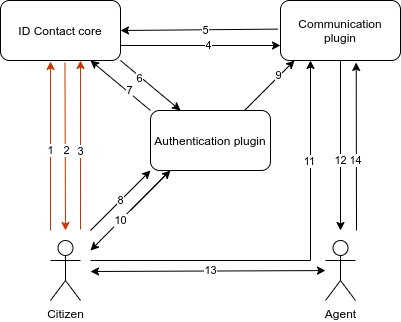 ID Contact core
Communication
plugin
5
4
6
7
9
Authentication plugin
1
2
3
11
12
14
8
10
13
Citizen
Agent